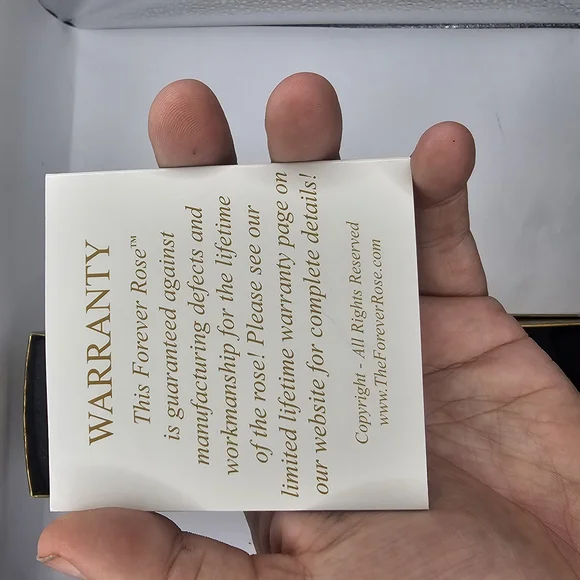 WARRANTY
This Forever Rose™
is guaranteed against
manufacturing defects and
workmanship for the lifetime
of the rose! Please see our
limited lifetime warranty page on
our website for complete details!
Copyright - All Rights Reserved
www.TheForeverRose.com